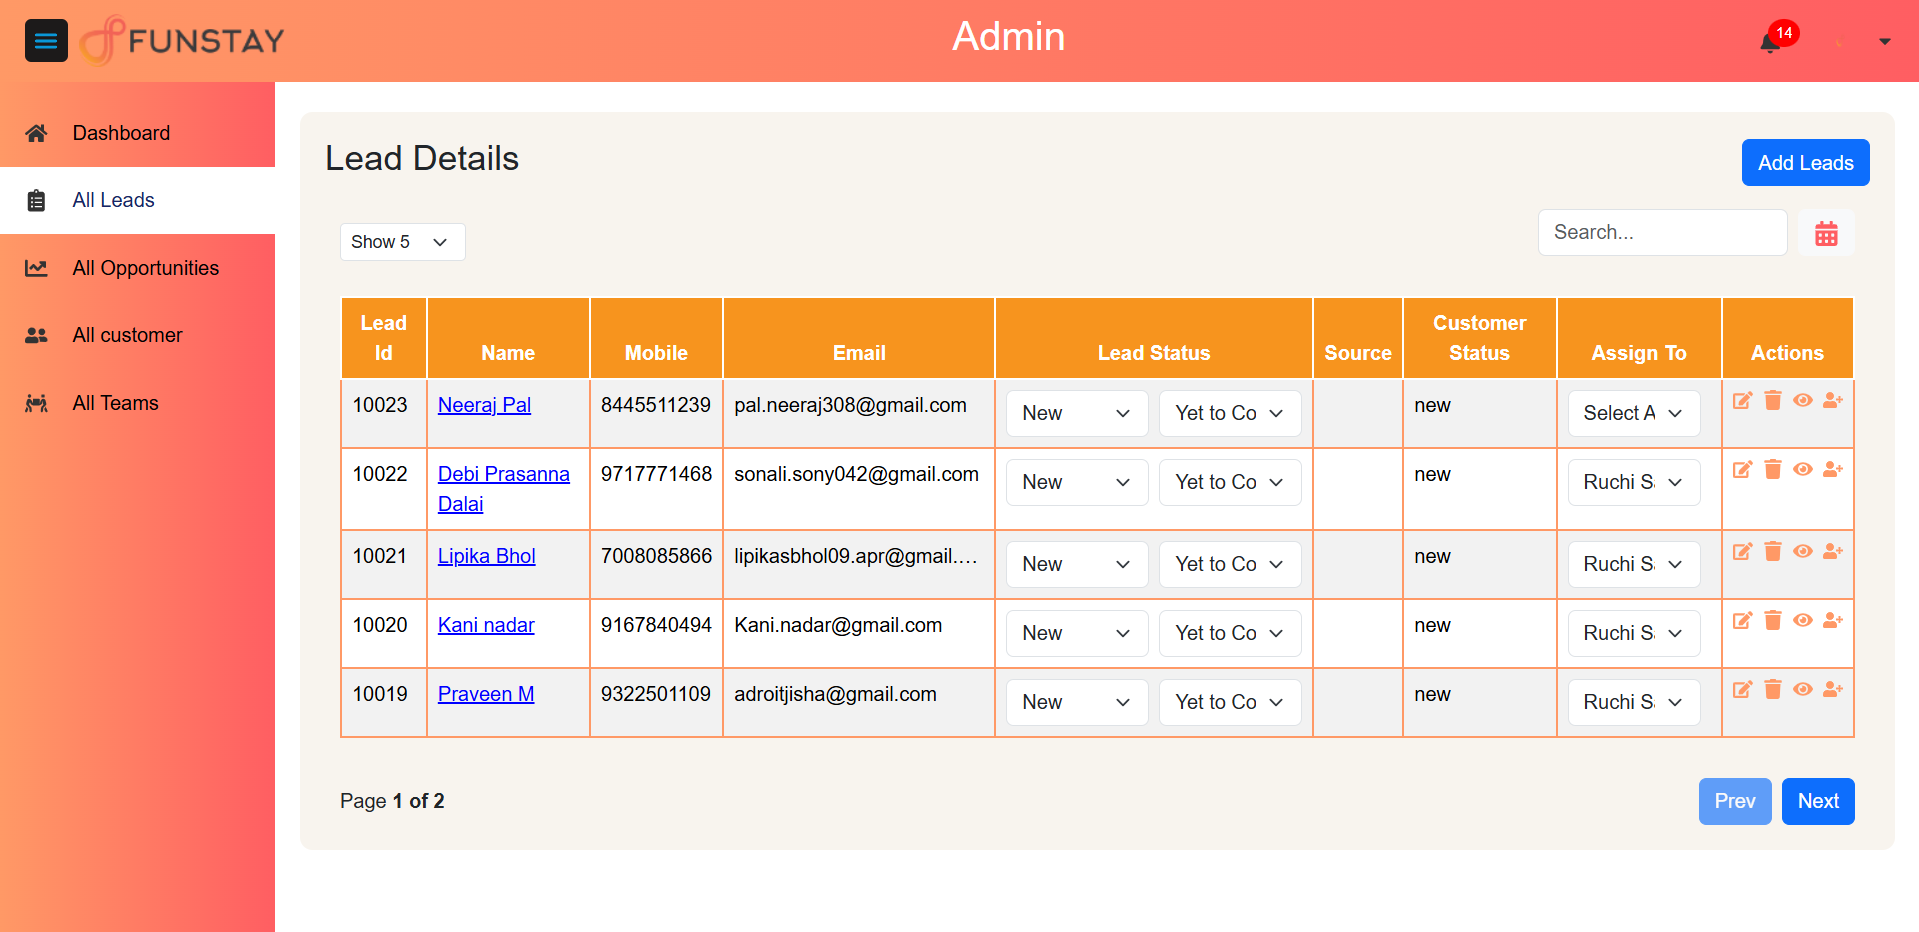 FUNSTAY
Admin
14
Dashboard
All Leads
All Opportunities
All customer
All Teams
Lead Details
Add Leads
Show 5
Search...
Lead Id Name Mobile Email Lead Status Source Customer Status Assign To Actions
10023 Neeraj Pal 8445511239 pal.neeraj308@gmail.com New Yet to Co new Select A
10022 Debi Prasanna Dalai 9717771468 sonali.sony042@gmail.com New Yet to Co new Ruchi S
10021 Lipika Bhol 7008085866 lipikasbhol09.apr@gmail.... New Yet to Co new Ruchi S
10020 Kani nadar 9167840494 Kani.nadar@gmail.com New Yet to Co new Ruchi S
10019 Praveen M 9322501109 adroitjisha@gmail.com New Yet to Co new Ruchi S
Page 1 of 2
Prev
Next